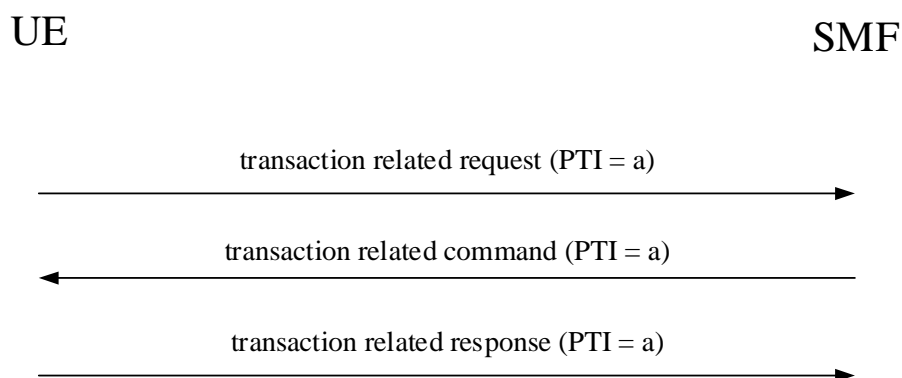 UE
SMF
transaction related request (PTI = a)
transaction related command (PTI = a)
transaction related response (PTI = a)